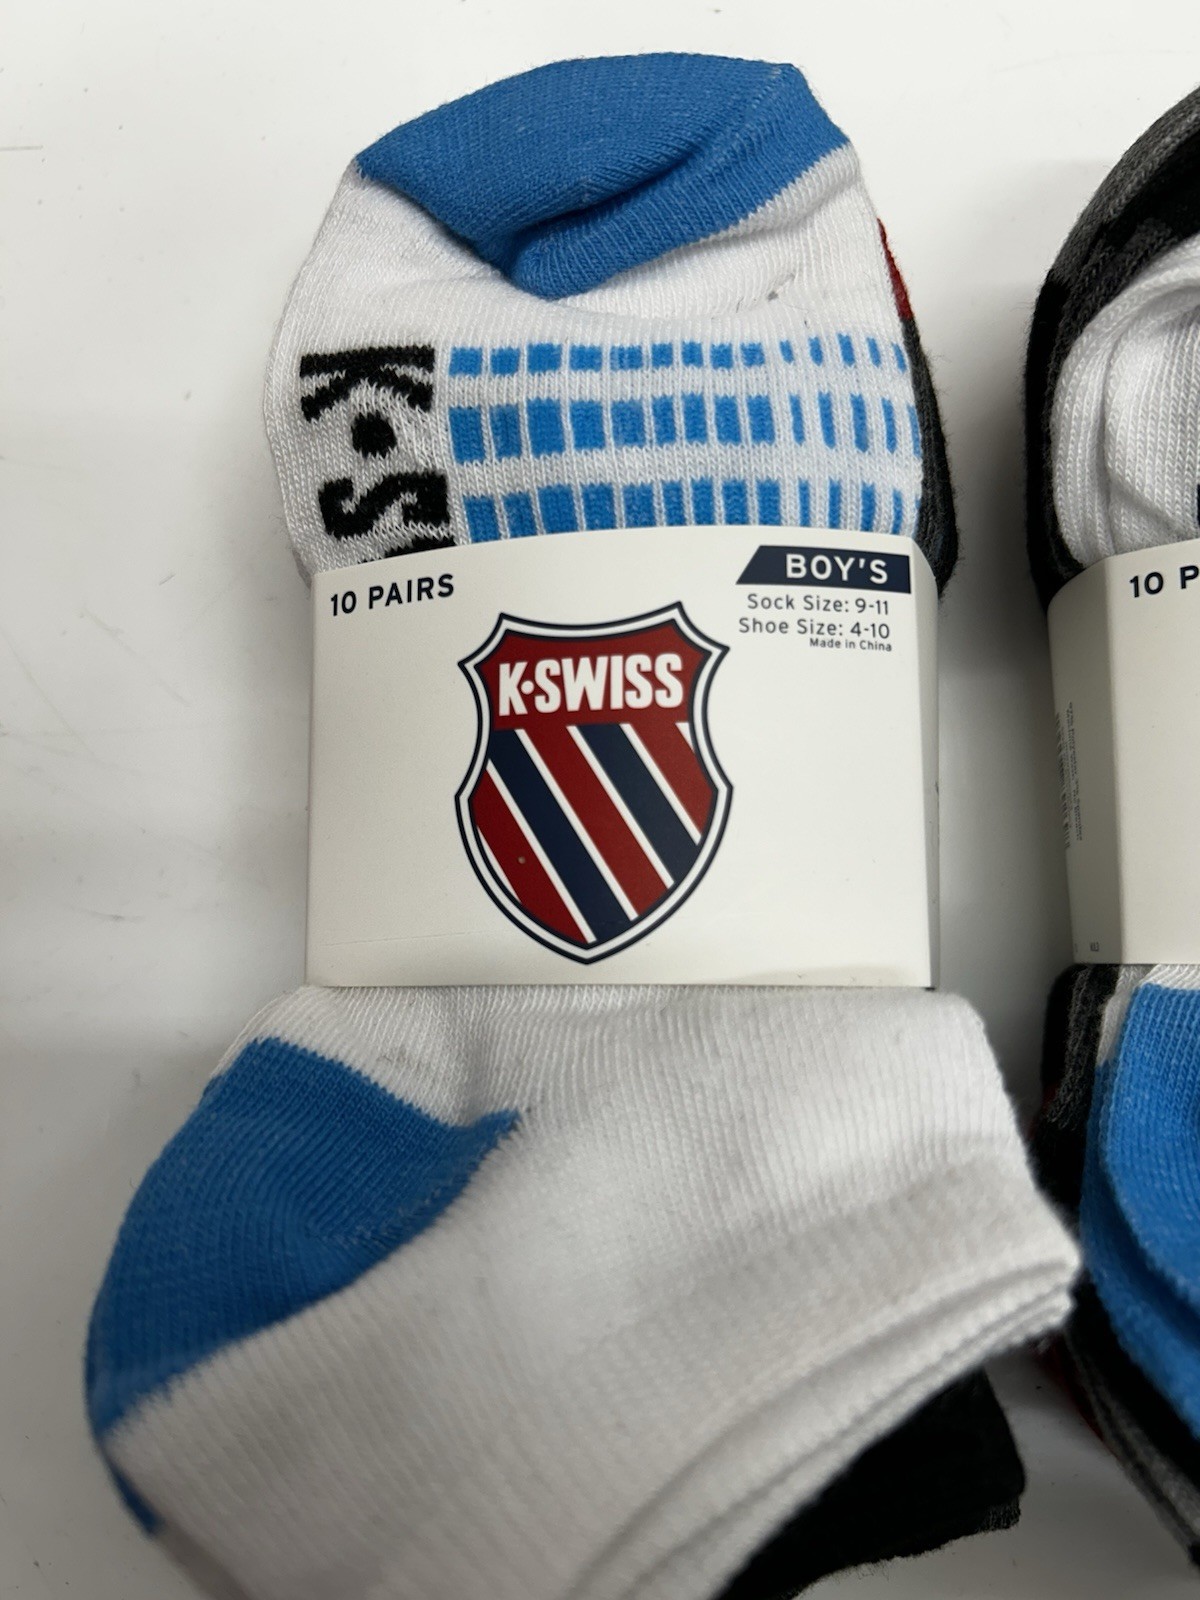 K•S
10 PAIRS
BOY'S
Sock Size: 9-11
Shoe Size: 4-10
Made in China
K•SWISS
10 P